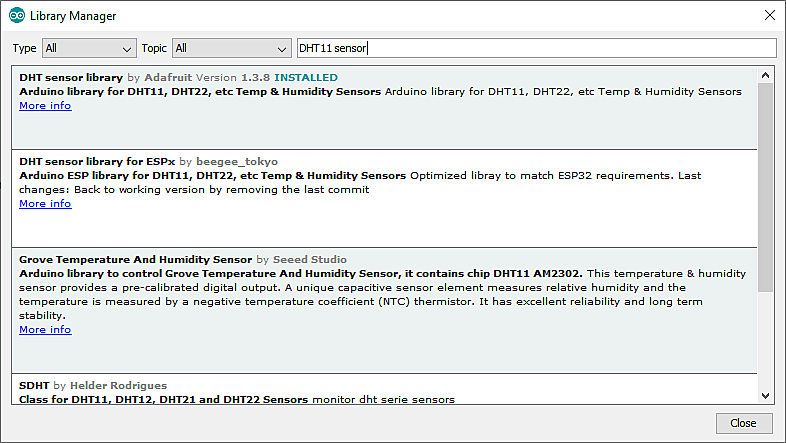 Library Manager
Type All Topic All DHT11 sensor
DHT sensor library by Adafruit Version 1.3.8 INSTALLED
Arduino library for DHT11, DHT22, etc Temp & Humidity Sensors Arduino library for DHT11, DHT22, etc Temp & Humidity Sensors
More info
DHT sensor library for ESPx by beegee_tokyo
Arduino ESP library for DHT11, DHT22, etc Temp & Humidity Sensors Optimized libray to match ESP32 requirements. Last
changes: Back to working version by removing the last commit
More info
Grove Temperature And Humidity Sensor by Seeed Studio
Arduino library to control Grove Temperature And Humidity Sensor, it contains chip DHT11 AM2302. This temperature & humidity
sensor provides a pre-calibrated digital output. A unique capacitive sensor element measures relative humidity and the
temperature is measured by a negative temperature coefficient (NTC) thermistor. It has excellent reliability and long term
stability.
More info
SDHT by Helder Rodrigues
Class for DHT11, DHT12, DHT21 and DHT22 Sensors monitor dht serie sensors
Close